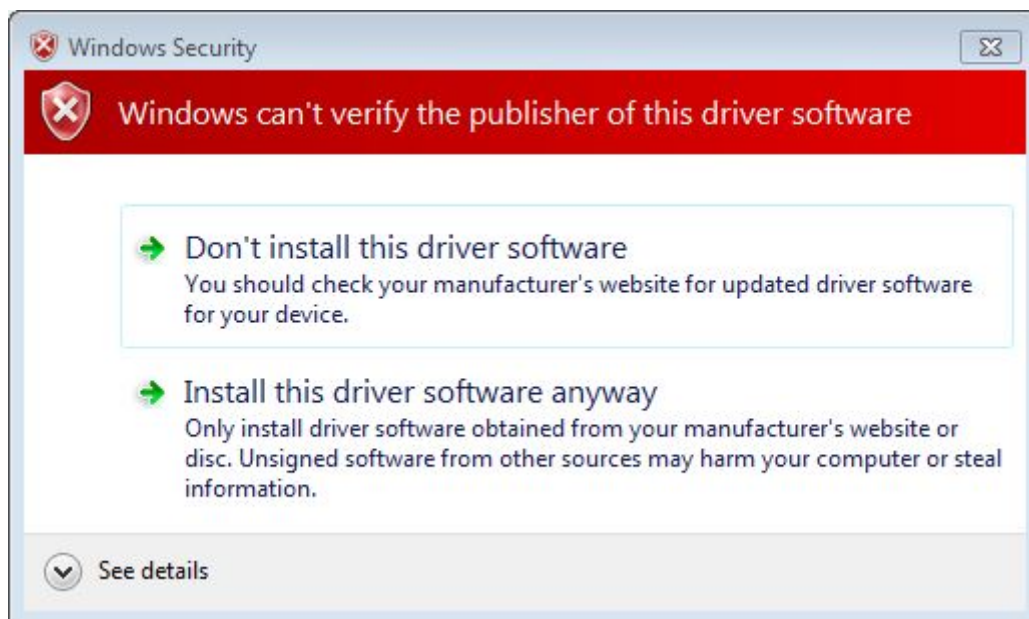 Windows Security
Windows can't verify the publisher of this driver software
Don't install this driver software
You should check your manufacturer's website for updated driver software
for your device.
Install this driver software anyway
Only install driver software obtained from your manufacturer's website or
disc. Unsigned software from other sources may harm your computer or steal
information.
See details